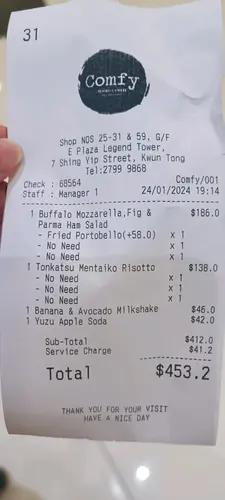 31
Comfy
Shop NOS 25-31 & 59, G/F
E Plaza Legend Tower,
7 Shing Yip Street, Kwun Tong
Tel:2799 9868
Check : 68564 Comfy/001
Staff : Manager 1 24/01/2024 19:14
1 Buffalo Mozzarella,Fig & $186.0
Parma Ham Salad
- Fried Portobello(+58.0) x 1
- No Need x 1
- No Need x 1
1 Tonkatsu Mentaiko Risotto $138.0
- No Need x 1
- No Need x 1
- No Need x 1
1 Banana & Avocado Milkshake $46.0
1 Yuzu Apple Soda $42.0
Sub-Total $412.0
Service Charge $41.2
Total $453.2
THANK YOU FOR YOUR VISIT
HAVE A NICE DAY